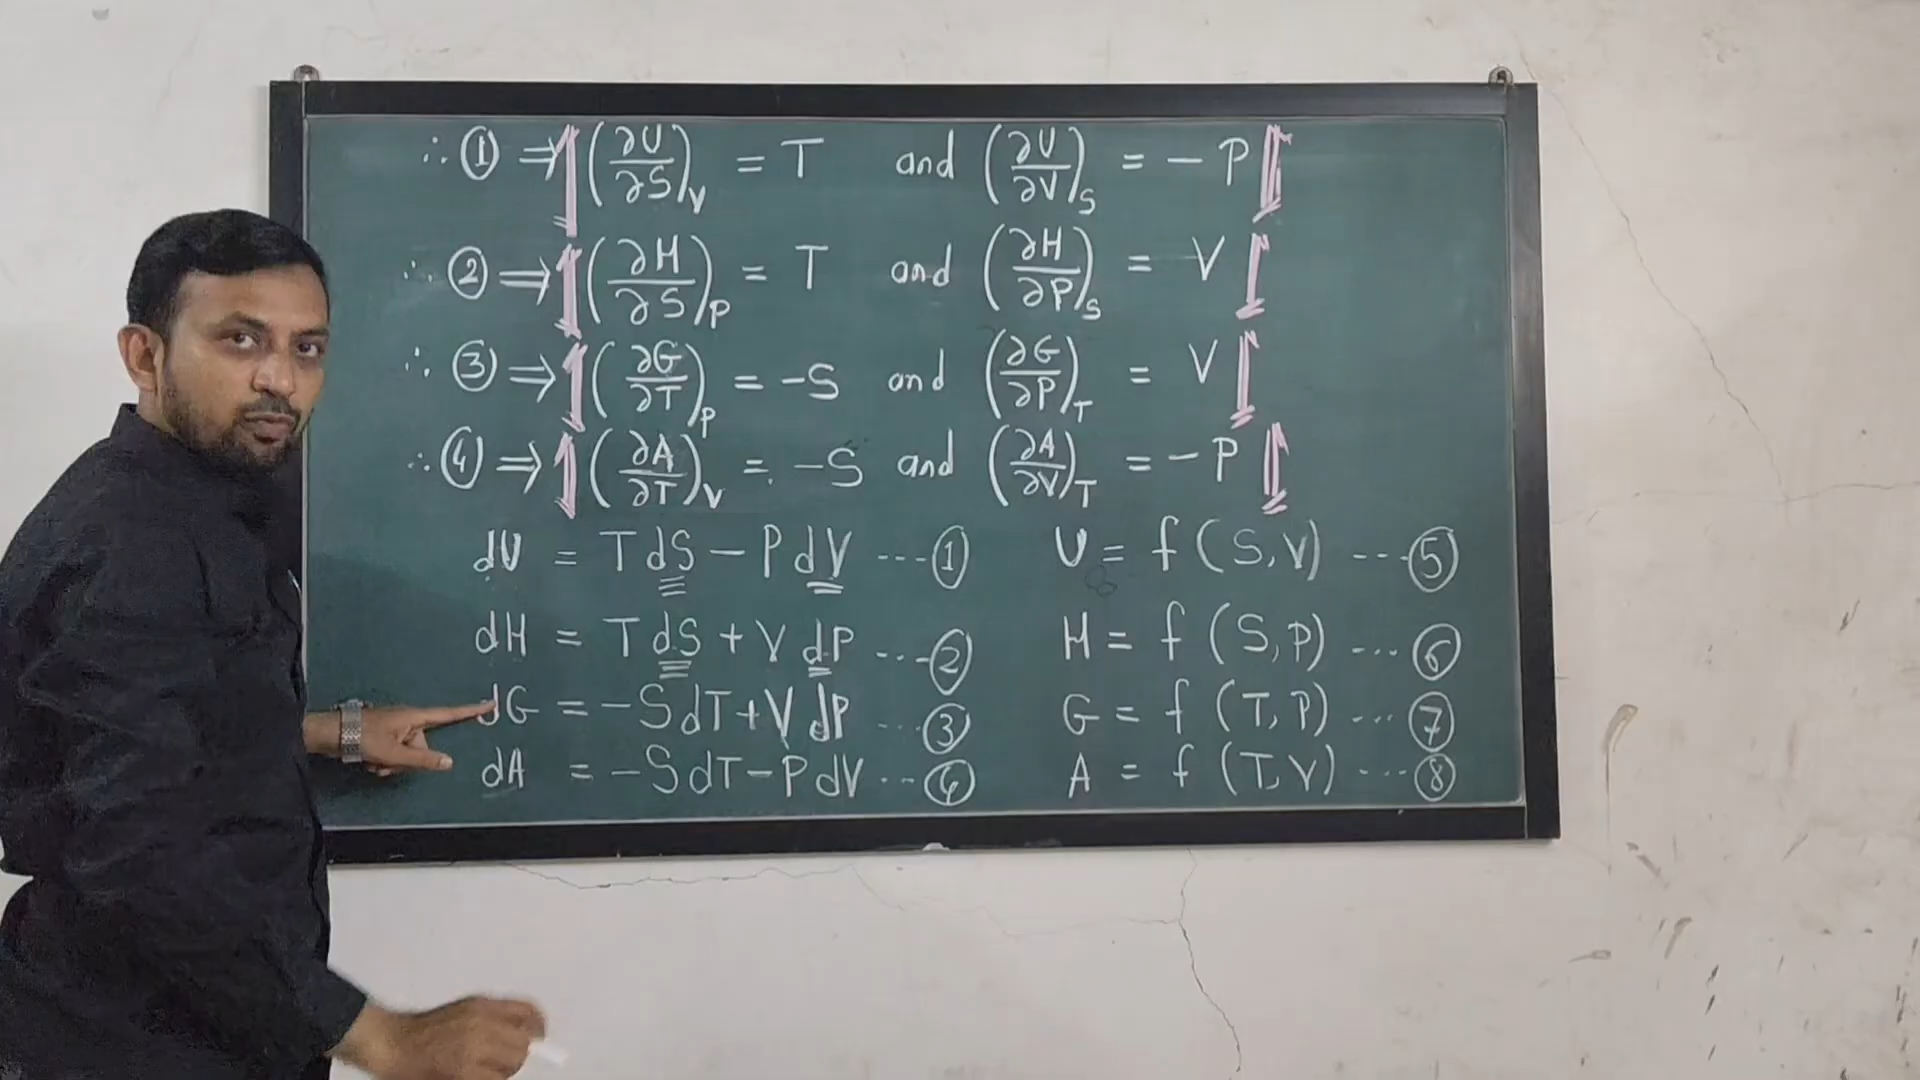 ∴ ① ⇒ (∂U/∂S)_V = T and (∂U/∂V)_S = - P
∴ ② ⇒ (∂H/∂S)_P = T and (∂H/∂P)_S = V
∴ ③ ⇒ (∂G/∂T)_P = -S and (∂G/∂P)_T = V
∴ ④ ⇒ (∂A/∂T)_V = -S and (∂A/∂V)_T = - P
dU = TdS - PdV ---① U = f(S,V) ---⑤
dH = TdS + VdP ---② H = f(S,P) ---⑥
dG = -SdT+VdP ---③ G = f(T,P) ---⑦
dA = -SdT-PdV ---④ A = f(T,V) ---⑧